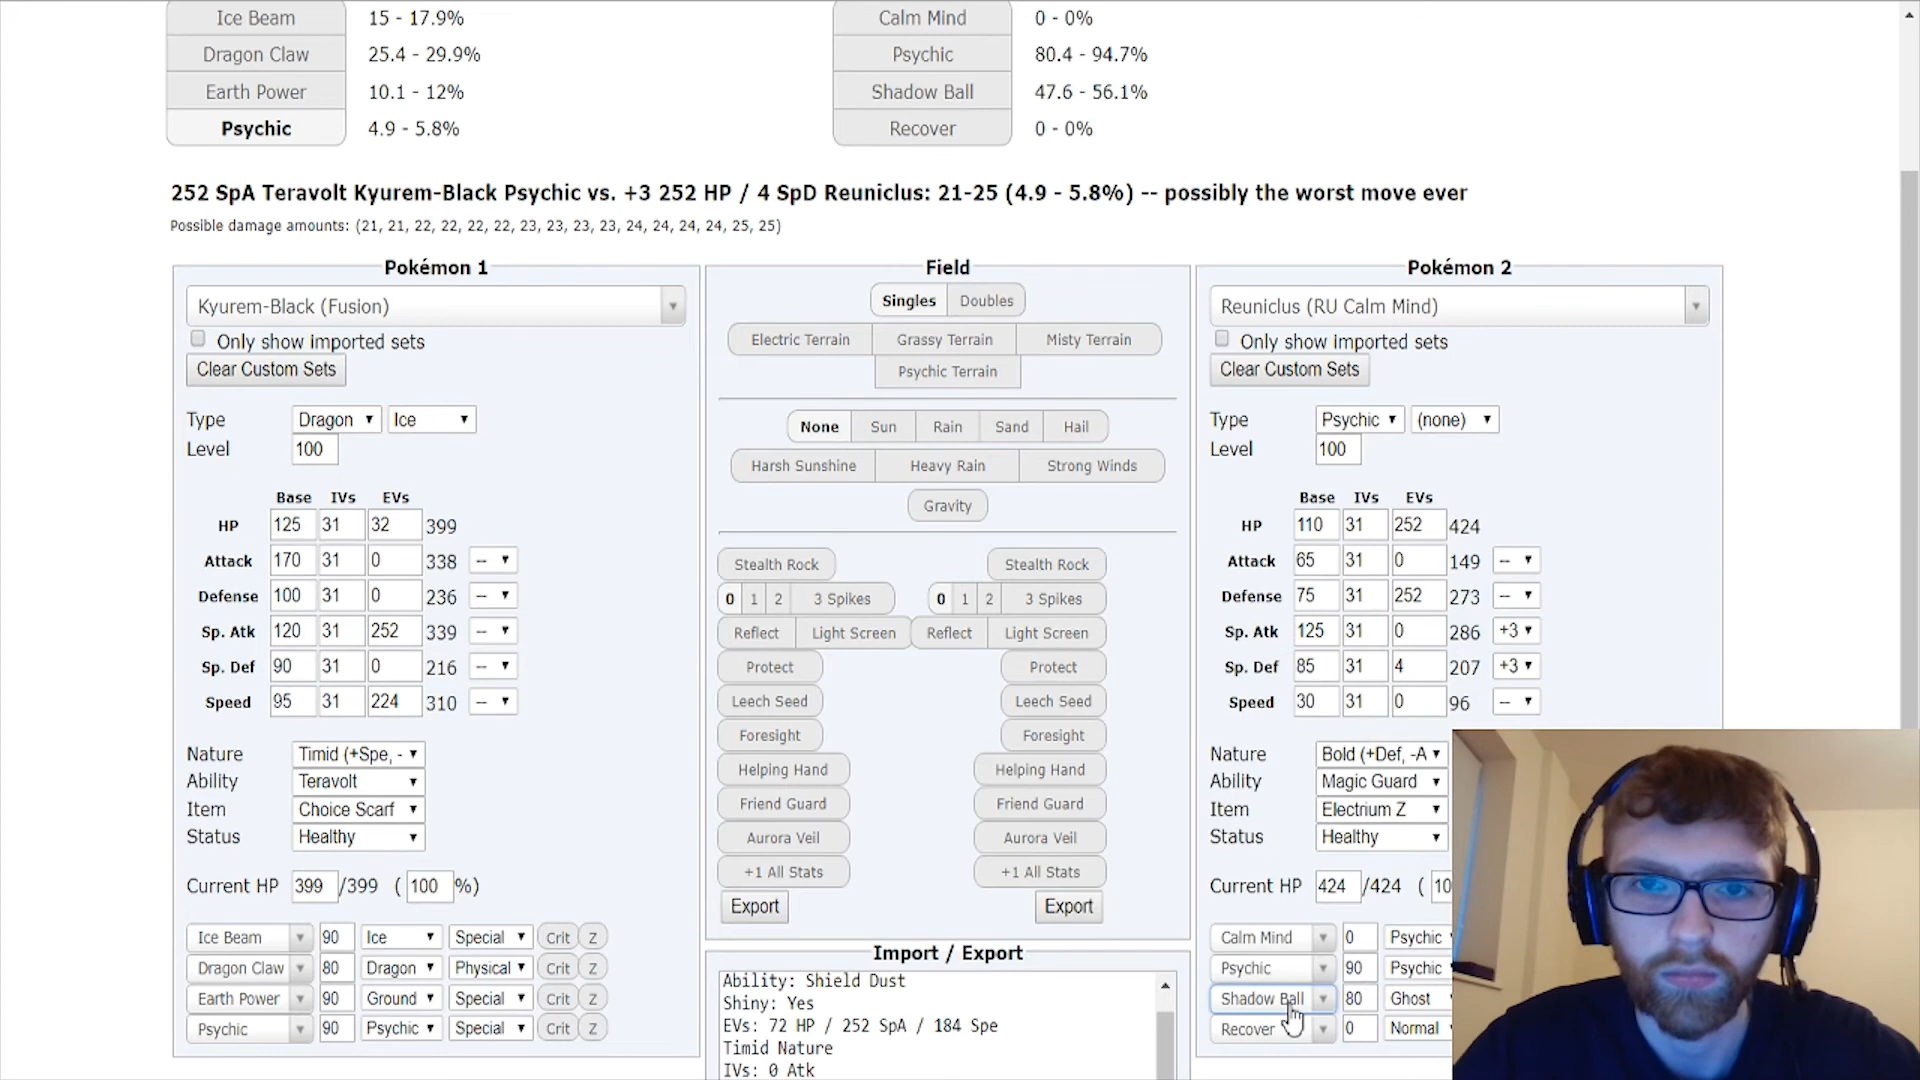 Ice Beam 15 - 17.9% Calm Mind 0 - 0%
Dragon Claw 25.4 - 29.9% Psychic 80.4 - 94.7%
Earth Power 10.1 - 12% Shadow Ball 47.6 - 56.1%
Psychic 4.9 - 5.8% Recover 0 - 0%
252 SpA Teravolt Kyurem-Black Psychic vs. +3 252 HP / 4 SpD Reuniclus: 21-25 (4.9 - 5.8%) -- possibly the worst move ever
Possible damage amounts: (21, 21, 22, 22, 22, 22, 23, 23, 23, 23, 24, 24, 24, 24, 25, 25)
Pokémon 1
Kyurem-Black (Fusion)
Only show imported sets
Clear Custom Sets
Type Dragon Ice
Level 100
Base IVs EVs
HP 125 31 32 399
Attack 170 31 0 338 --
Defense 100 31 0 236 --
Sp. Atk 120 31 252 339 --
Sp. Def 90 31 0 216 --
Speed 95 31 224 310 --
Nature Timid (+Spe, -
Ability Teravolt
Item Choice Scarf
Status Healthy
Current HP 399 /399 ( 100 %)
Ice Beam 90 Ice Special Crit Z
Dragon Claw 80 Dragon Physical Crit Z
Earth Power 90 Ground Special Crit Z
Psychic 90 Psychic Special Crit Z
Field
Singles Doubles
Electric Terrain Grassy Terrain Misty Terrain
Psychic Terrain
None Sun Rain Sand Hail
Harsh Sunshine Heavy Rain Strong Winds
Gravity
Stealth Rock Stealth Rock
0 1 2 3 Spikes 0 1 2 3 Spikes
Reflect Light Screen Reflect Light Screen
Protect Protect
Leech Seed Leech Seed
Foresight Foresight
Helping Hand Helping Hand
Friend Guard Friend Guard
Aurora Veil Aurora Veil
+1 All Stats +1 All Stats
Export Export
Import / Export
Ability: Shield Dust
Shiny: Yes
EVs: 72 HP / 252 SpA / 184 Spe
Timid Nature
IVs: 0 Atk
Pokémon 2
Reuniclus (RU Calm Mind)
Only show imported sets
Clear Custom Sets
Type Psychic (none)
Level 100
Base IVs EVs
HP 110 31 252 424
Attack 65 31 0 149 --
Defense 75 31 252 273 --
Sp. Atk 125 31 0 286 +3
Sp. Def 85 31 4 207 +3
Speed 30 31 0 96 --
Nature Bold (+Def, -A
Ability Magic Guard
Item Electrium Z
Status Healthy
Current HP 424 /424 ( 10
Calm Mind 0 Psychic
Psychic 90 Psychic
Shadow Ball 80 Ghost
Recover 0 Normal